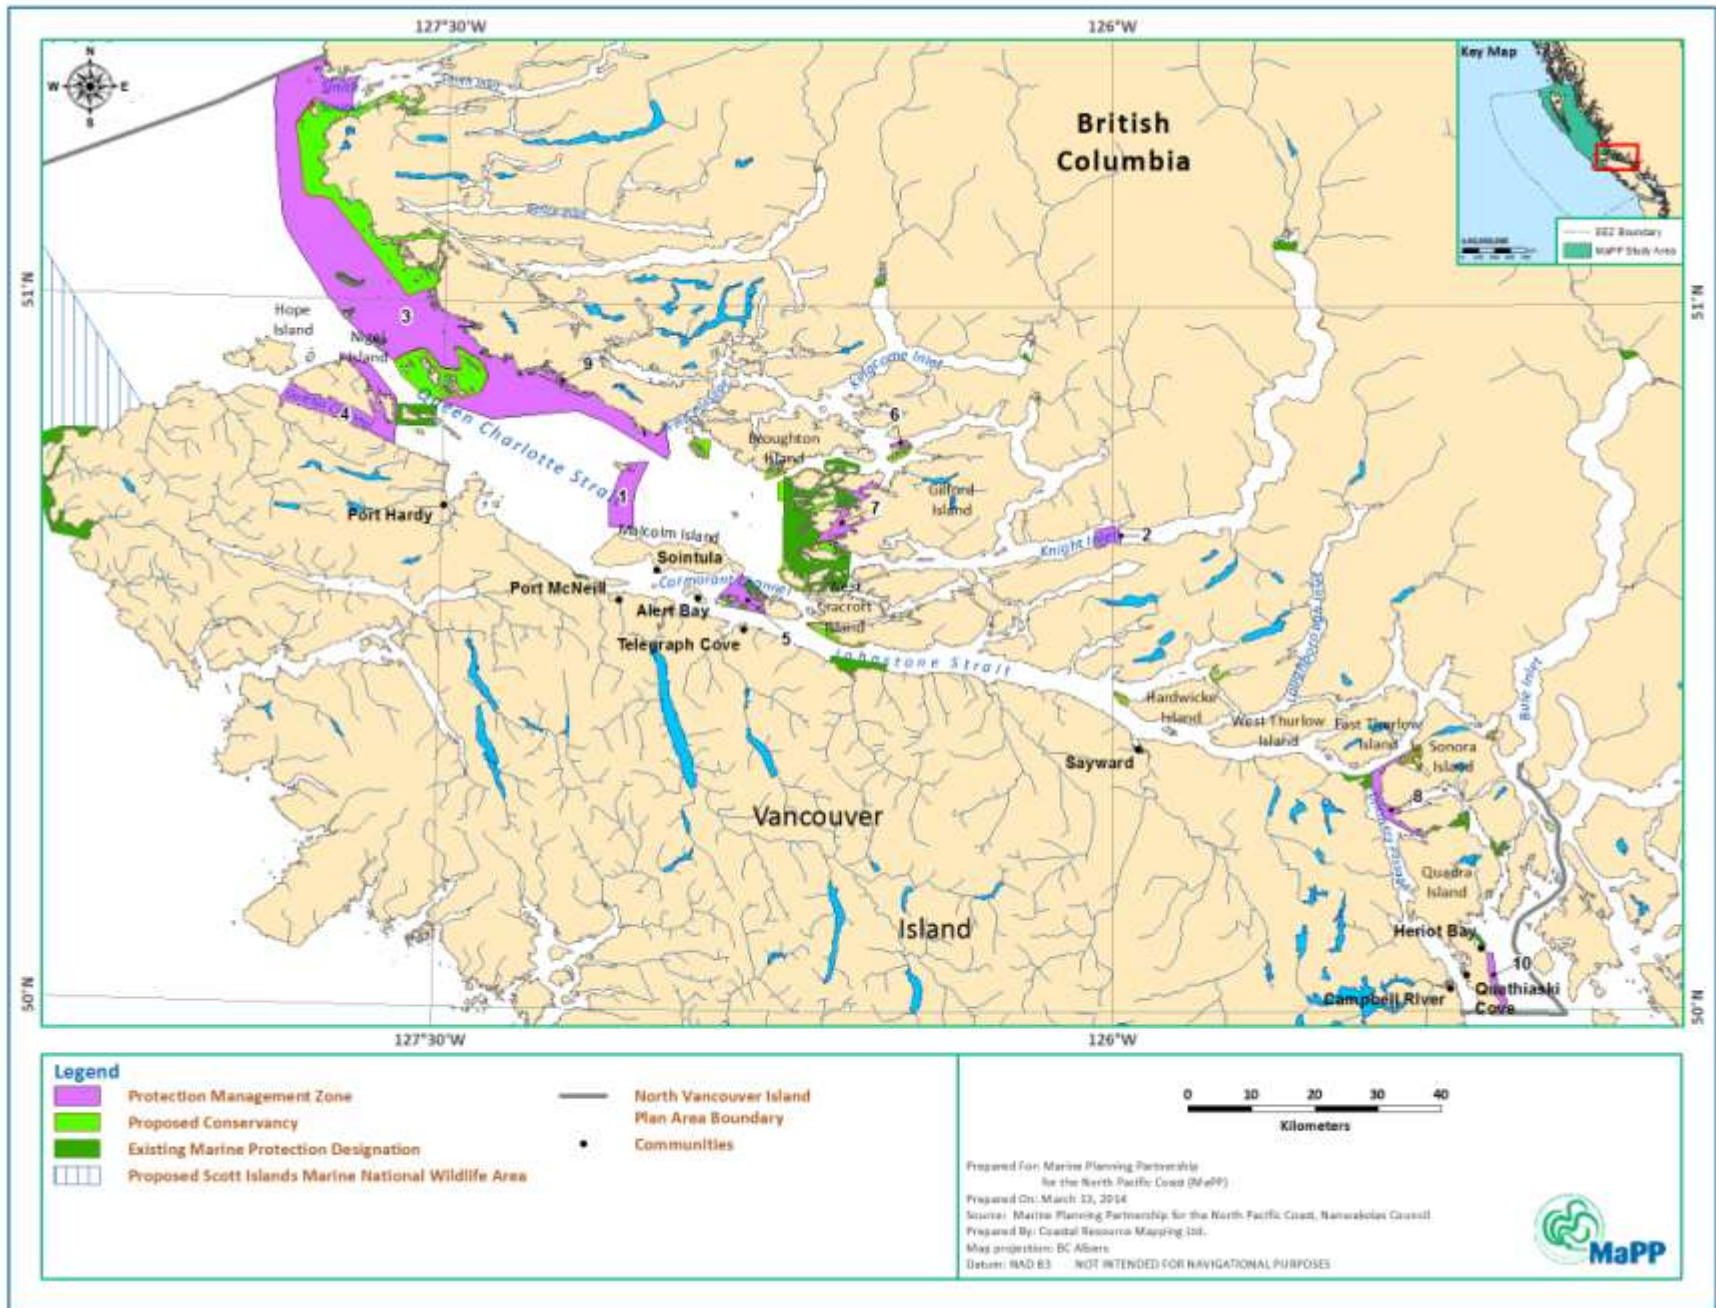 127°30'W
126°W
N
W
E
S
Key Map
EEZ Boundary
MaPP Study Area
British
Columbia
Smith Inlet
51°N
51°N
Hope
Island
Nigei
Island
3
9
4
Queen Charlotte Strait
Kingcome Inlet
6
Broughton
Island
Gilford
Island
7
1
Port Hardy
Malcolm Island
Sointula
Knight Inlet
2
Cormorant Channel
Port McNeill
Alert Bay
West
Cracroft
Island
5
Telegraph Cove
Johnstone Strait
Loughborough Inlet
Bute Inlet
Hardwicke
Island
West Thurlow
Island
East Thurlow
Island
Sonora
Island
Sayward
8
Vancouver
Island
Quadra
Island
Heriot Bay
10
Quathiaski
Cove
Campbell River
50°N
50°N
127°30'W
126°W
Legend
Protection Management Zone
Proposed Conservancy
Existing Marine Protection Designation
Proposed Scott Islands Marine National Wildlife Area
North Vancouver Island
Plan Area Boundary
Communities
0 10 20 30 40
Kilometers
Prepared For: Marine Planning Partnership
for the North Pacific Coast (MaPP)
Prepared On: March 13, 2014
Source: Marine Planning Partnership for the North Pacific Coast, Nanwakolas Council
Prepared By: Coastal Resource Mapping Ltd.
Map projection: BC Albers
Datum: NAD 83 NOT INTENDED FOR NAVIGATIONAL PURPOSES
MaPP